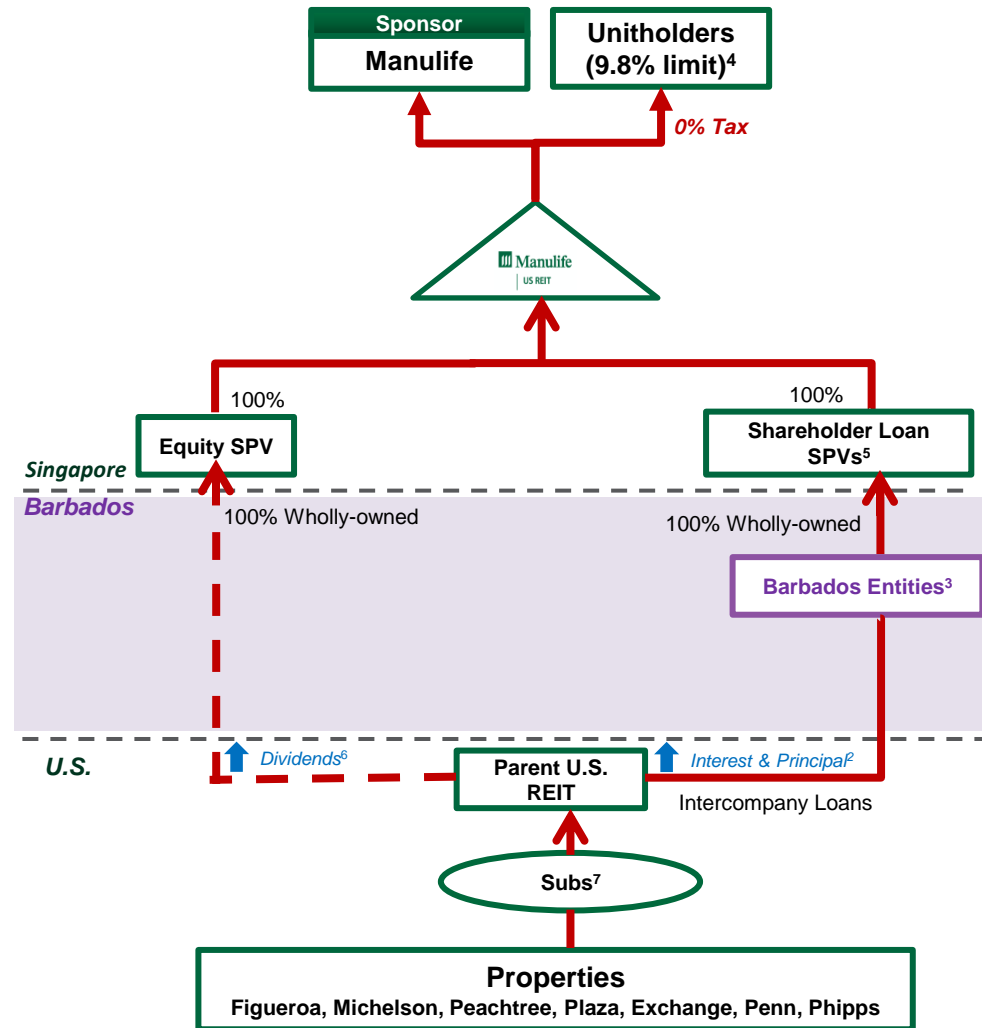 Sponsor
Manulife
Unitholders
(9.8% limit)4
0% Tax
Manulife
US REIT
100%
100%
Equity SPV
Shareholder Loan
SPVs5
Singapore
Barbados
100% Wholly-owned
100% Wholly-owned
Barbados Entities3
U.S.
Dividends6
Parent U.S.
REIT
Interest & Principal2
Intercompany Loans
Subs7
Properties
Figueroa, Michelson, Peachtree, Plaza, Exchange, Penn, Phipps